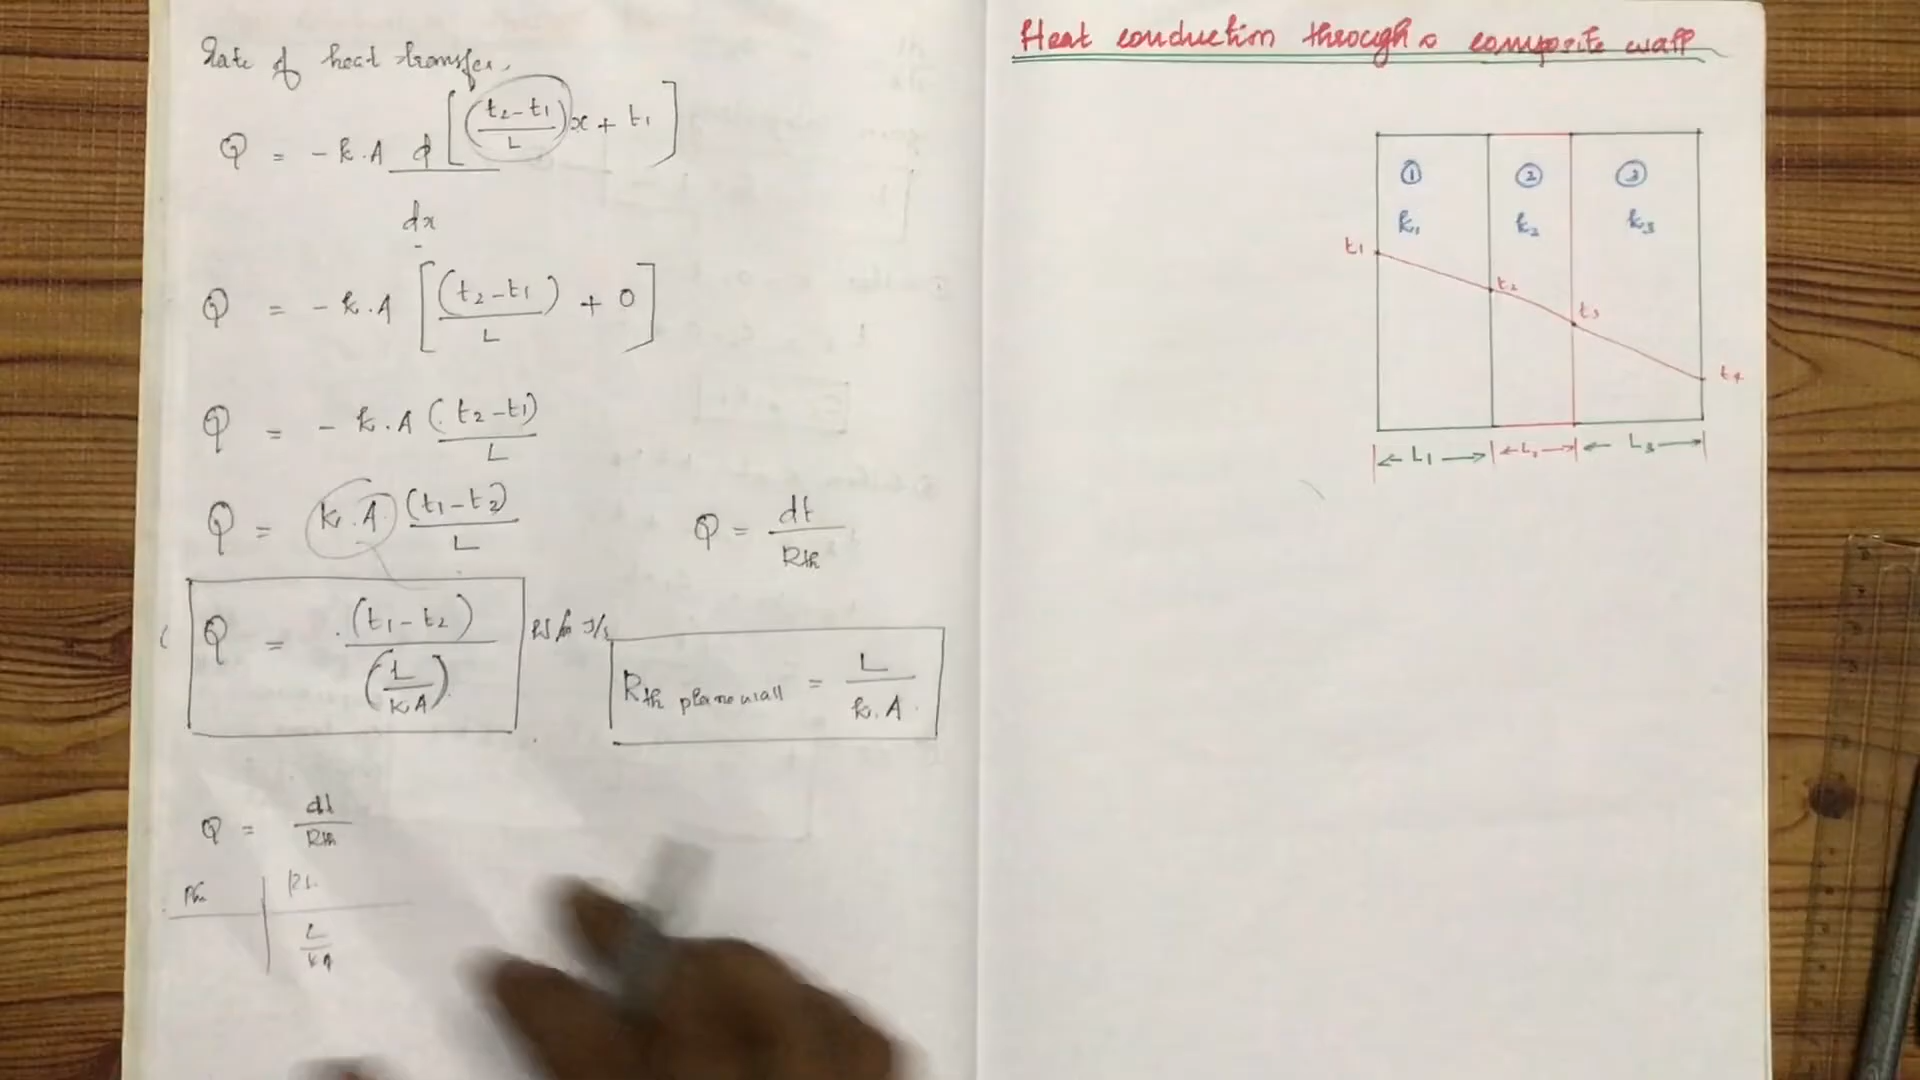 Rate of heat transfer,
Q = -k.A d/dx [((t2-t1)/L)x + t1]
Q = -k.A [(t2-t1)/L + 0]
Q = -k.A (t2-t1)/L
Q = k.A (t1-t2)/L
Q = dt/Rth
Q = (t1-t2)/(L/kA)
J/s
Rth plane wall = L/k.A
Q = dt/Rth
L/kA
Heat conduction through a composite wall
① ② ③
k1 k2 k3
t1
t2
t3
t4
L1 L2 L3